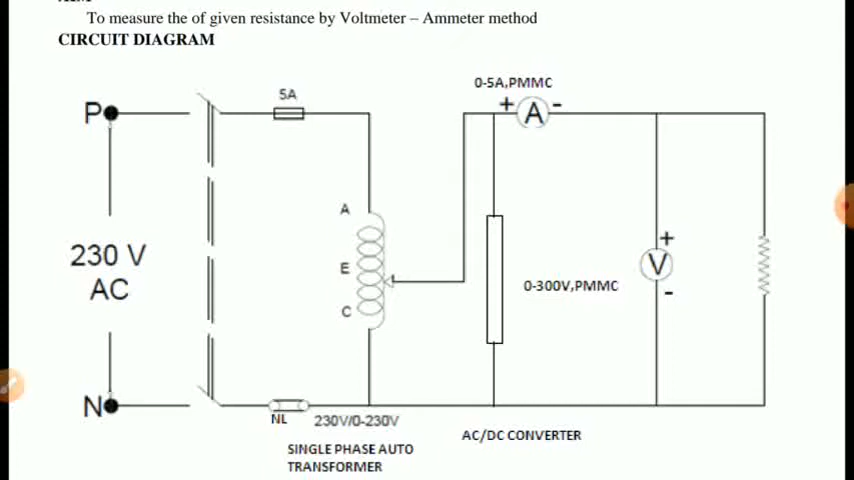 To measure the of given resistance by Voltmeter – Ammeter method
CIRCUIT DIAGRAM
0-5A,PMMC
5A
P
+ A -
A
230 V
AC
E
C
+
V
-
0-300V,PMMC
N
NL
230V/0-230V
SINGLE PHASE AUTO
TRANSFORMER
AC/DC CONVERTER